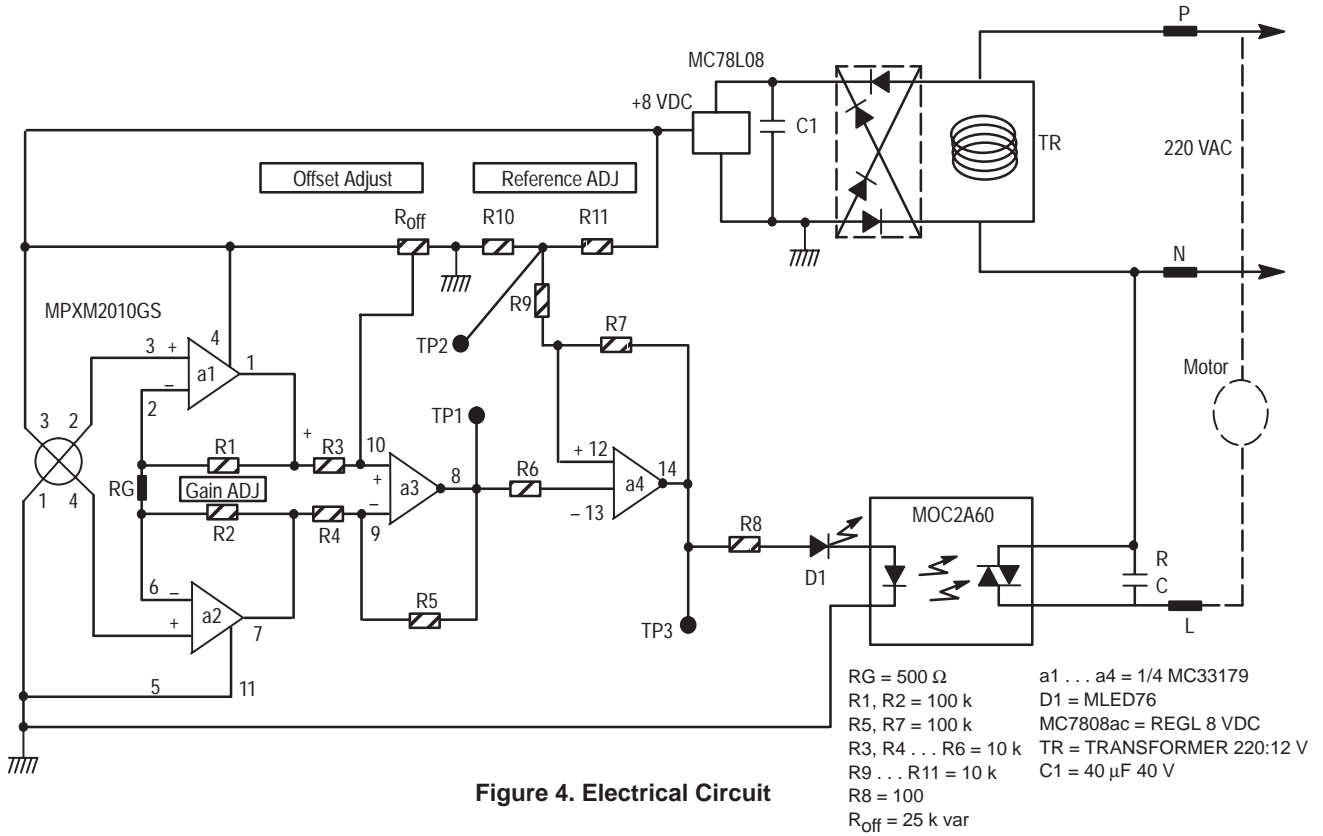 P
MC78L08
+8 VDC
C1
TR
220 VAC
Offset Adjust
Reference ADJ
Roff
R10
R11
N
MPXM2010GS
R9
R7
TP2
3 +
4
1
a1
–
2
Motor
3
2
TP1
R1
+
R3
10
1
4
RG
Gain ADJ
+
a3
8
R6
+ 12
14
a4
R2
–
R4
9
– 13
MOC2A60
R8
R
C
D1
6 –
R5
a2
+
7
TP3
L
5
11
RG = 500 Ω
R1, R2 = 100 k
R5, R7 = 100 k
R3, R4 . . . R6 = 10 k
R9 . . . R11 = 10 k
R8 = 100
Roff = 25 k var
a1 . . . a4 = 1/4 MC33179
D1 = MLED76
MC7808ac = REGL 8 VDC
TR = TRANSFORMER 220:12 V
C1 = 40 μF 40 V
Figure 4. Electrical Circuit